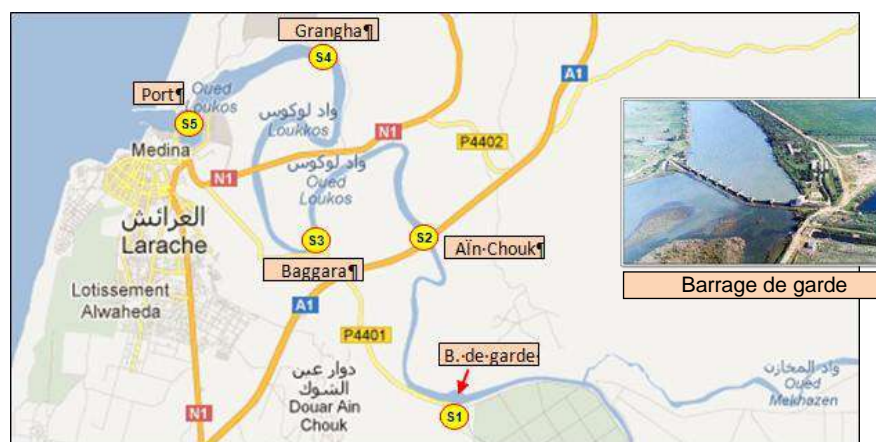 Grangha¶
S4
Port¶
Oued
Loukos
S5
واد لوكوس
Loukkos
A1
Medina
N1
P4402
واد لوكوس
Oued
Loukos
N1
العرائش
Larache
S3
S2
Baggara¶
Aïn·Chouk¶
Barrage de garde
Lotissement
Alwaheda
A1
P4401
B.·de·garde·
دوار عين
الشوك
Douar Ain
Chouk
واد المخازن
Oued
Mekhazen
N1
S1